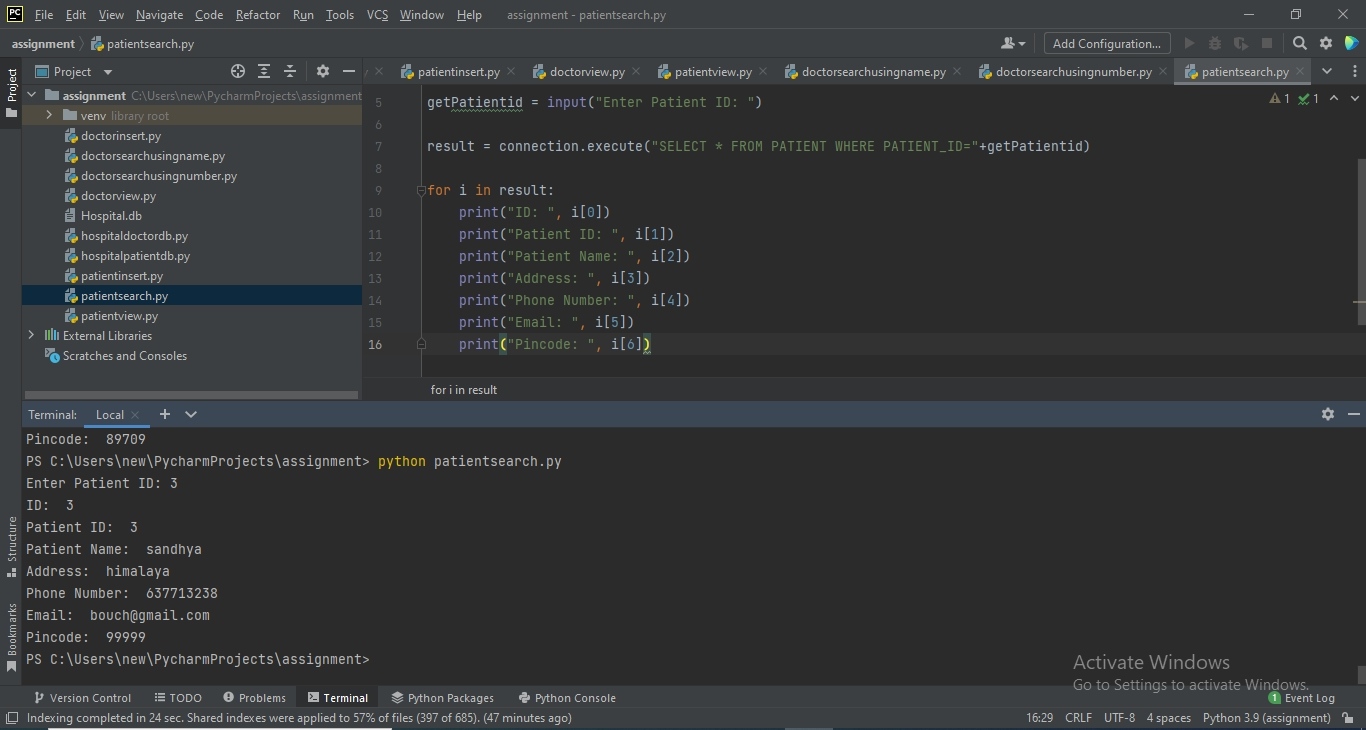 PC File Edit View Navigate Code Refactor Run Tools VCS Window Help assignment - patientsearch.py
assignment patientsearch.py Add Configuration...
Project
Project
patientinsert.py doctorview.py patientview.py doctorsearchusingname.py doctorsearchusingnumber.py patientsearch.py
assignment C:\Users\new\PycharmProjects\assignment
venv library root
doctorinsert.py
doctorsearchusingname.py
doctorsearchusingnumber.py
doctorview.py
Hospital.db
hospitaldoctordb.py
hospitalpatientdb.py
patientinsert.py
patientsearch.py
patientview.py
External Libraries
Scratches and Consoles
5 getPatientid = input("Enter Patient ID: ")
6
7 result = connection.execute("SELECT * FROM PATIENT WHERE PATIENT_ID="+getPatientid)
8
9 for i in result:
10 print("ID: ", i[0])
11 print("Patient ID: ", i[1])
12 print("Patient Name: ", i[2])
13 print("Address: ", i[3])
14 print("Phone Number: ", i[4])
15 print("Email: ", i[5])
16 print("Pincode: ", i[6])
1 1
for i in result
Terminal: Local
Pincode:  89709
PS C:\Users\new\PycharmProjects\assignment> python patientsearch.py
Enter Patient ID: 3
ID:  3
Patient ID:  3
Patient Name:  sandhya
Address:  himalaya
Phone Number:  637713238
Email:  bouch@gmail.com
Pincode:  99999
PS C:\Users\new\PycharmProjects\assignment>
Structure
Bookmarks
Activate Windows
Go to Settings to activate Windows.
Version Control TODO Problems Terminal Python Packages Python Console 1 Event Log
Indexing completed in 24 sec. Shared indexes were applied to 57% of files (397 of 685). (47 minutes ago) 16:29 CRLF UTF-8 4 spaces Python 3.9 (assignment)